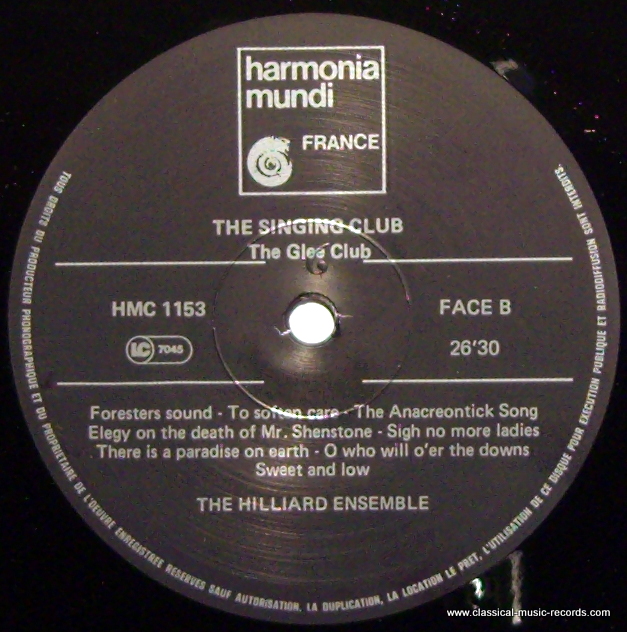 harmonia
mundi
FRANCE
THE SINGING CLUB
The Glee Club
HMC 1153
FACE B
LC 7045
26'30
Foresters sound - To soften care - The Anacreontick Song
Elegy on the death of Mr. Shenstone - Sigh no more ladies
There is a paradise on earth - O who will o'er the downs
Sweet and low
THE HILLIARD ENSEMBLE
TOUS DROITS DU PRODUCTEUR PHONOGRAPHIQUE ET DU PROPRIETAIRE DE L'OEUVRE ENREGISTREE RESERVES SAUF AUTORISATION, LA DUPLICATION, LA LOCATION LE PRET, L'UTILISATION DE CE DISQUE POUR EXECUTION PUBLIQUE ET RADIODIFFUSION SONT INTERDITS.
www.classical-music-records.com